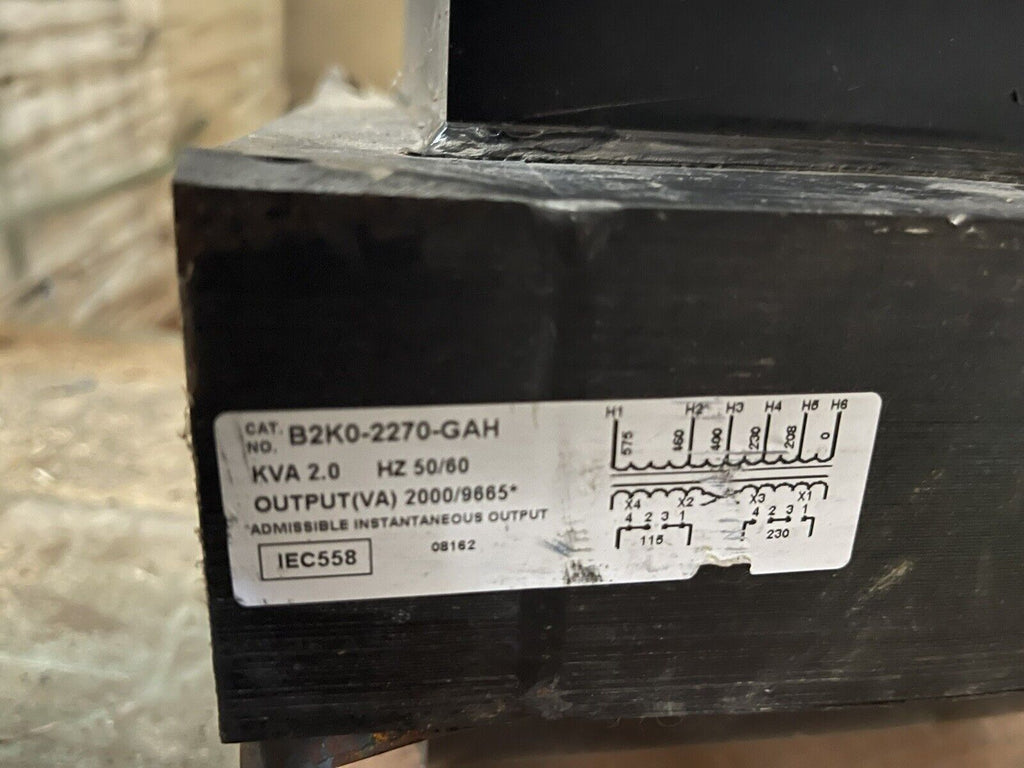 CAT. NO. B2K0-2270-GAH
KVA 2.0 HZ 50/60
OUTPUT(VA) 2000/9665*
*ADMISSIBLE INSTANTANEOUS OUTPUT
IEC558 08162
H1 H2 H3 H4 H5 H6
575 460 400 230 208 0
X4 X2 X3 X1
4 2 3 1 4 2 3 1
115 230